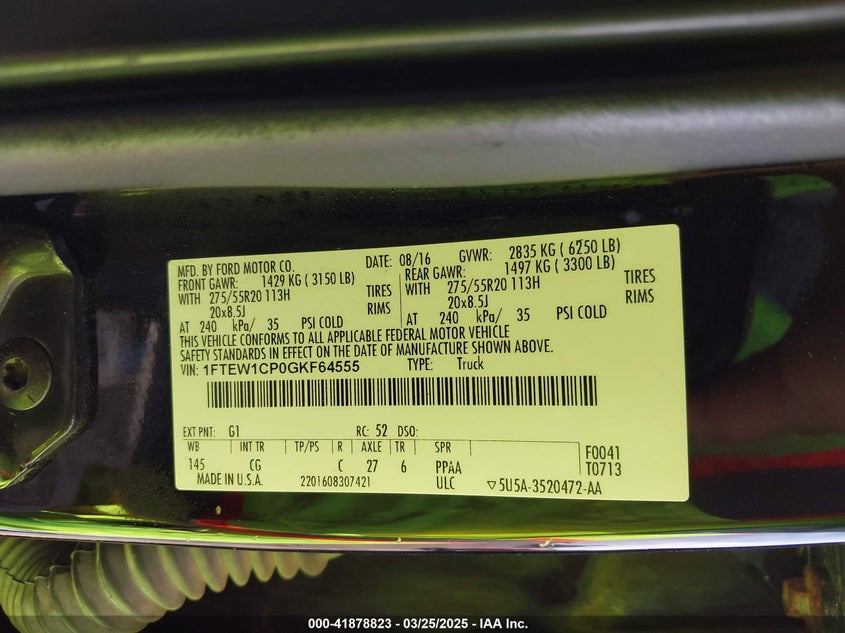 MFD. BY FORD MOTOR CO. DATE: 08/16 GVWR: 2835 KG ( 6250 LB)
FRONT GAWR: 1429 KG ( 3150 LB) REAR GAWR: 1497 KG ( 3300 LB)
WITH 275/55R20 113H TIRES WITH 275/55R20 113H TIRES
20x8.5J RIMS 20x8.5J RIMS
AT 240 kPa/ 35 PSI COLD AT 240 kPa/ 35 PSI COLD
THIS VEHICLE CONFORMS TO ALL APPLICABLE FEDERAL MOTOR VEHICLE
SAFETY STANDARDS IN EFFECT ON THE DATE OF MANUFACTURE SHOWN ABOVE.
VIN: 1FTEW1CP0GKF64555 TYPE: Truck
EXT PNT: G1 RC: 52 DSO:
WB INT TR TP/PS R AXLE TR SPR F0041
145 CG C 27 6 PPAA T0713
MADE IN U.S.A. 2201608307421 ULC ▽5U5A-3520472-AA
000-41878823 - 03/25/2025 - IAA Inc.